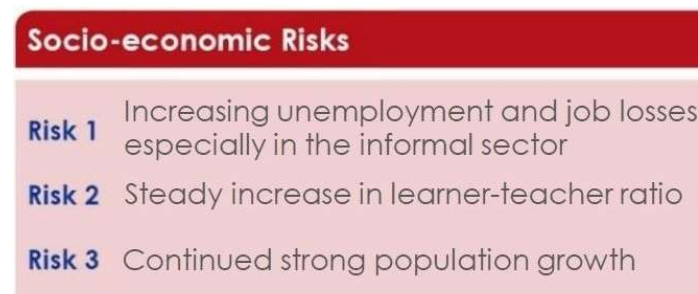 Socio-economic Risks
Risk 1 Increasing unemployment and job losses
especially in the informal sector
Risk 2 Steady increase in learner-teacher ratio
Risk 3 Continued strong population growth